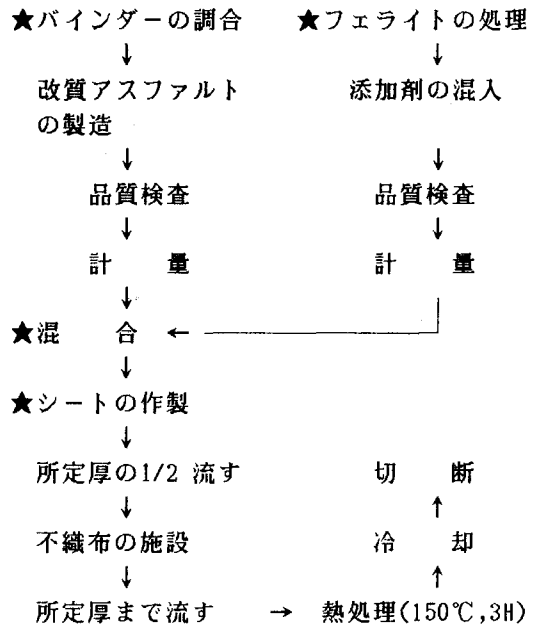 ★バインダーの調合 ★フェライトの処理
↓ ↓
改質アスファルト 添加剤の混入
の製造
↓ ↓
品質検査 品質検査
↓ ↓
計 量 計 量
↓
★混 合 ←
↓
★シートの作製
↓
所定厚の1/2 流す 切 断
↓ ↑
不織布の施設 冷 却
↓ ↑
所定厚まで流す → 熱処理(150℃,3H)